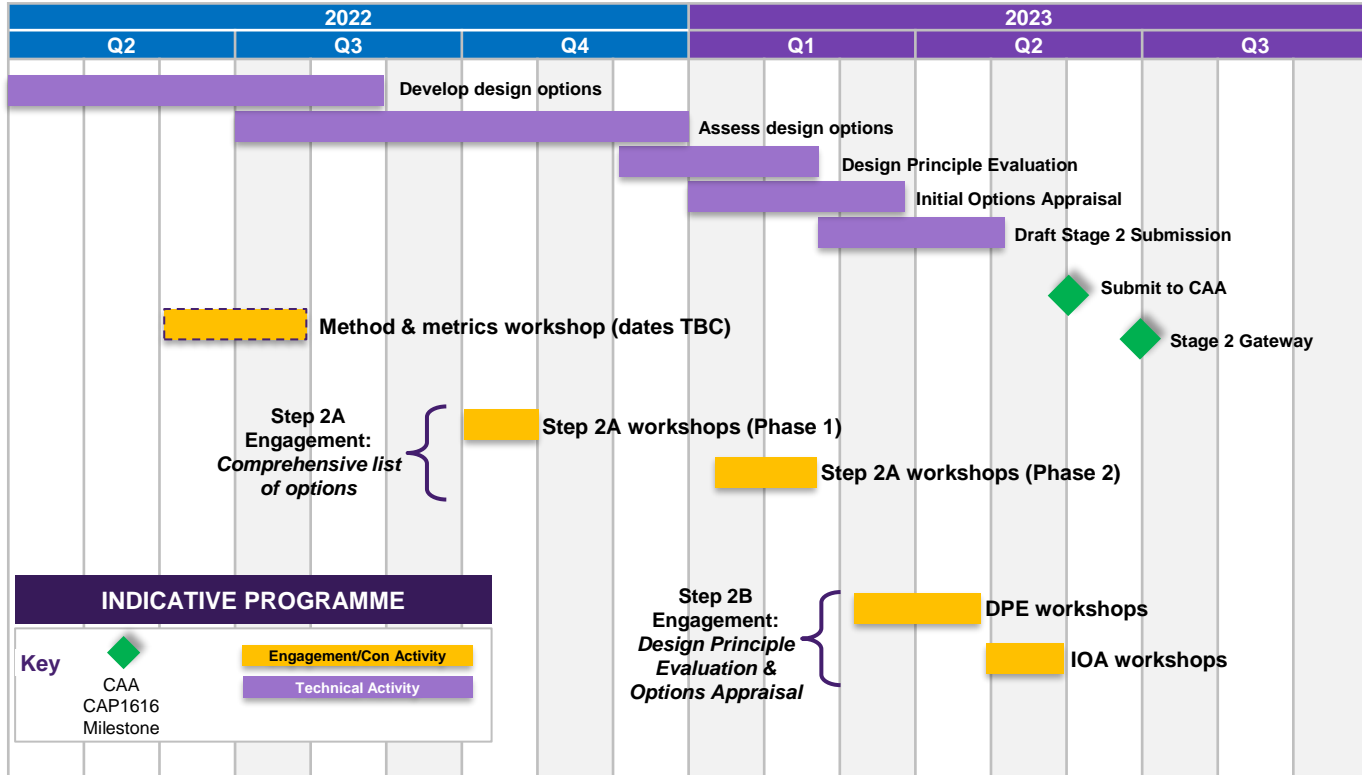 2022
2023
Q2
Q3
Q4
Q1
Q2
Q3
Develop design options
Assess design options
Design Principle Evaluation
Initial Options Appraisal
Draft Stage 2 Submission
Submit to CAA
Method & metrics workshop (dates TBC)
Stage 2 Gateway
Step 2A
Engagement:
Comprehensive list
of options
Step 2A workshops (Phase 1)
Step 2A workshops (Phase 2)
Step 2B
Engagement:
Design Principle
Evaluation &
Options Appraisal
DPE workshops
IOA workshops
INDICATIVE PROGRAMME
Key
CAA
CAP1616
Milestone
Engagement/Con Activity
Technical Activity